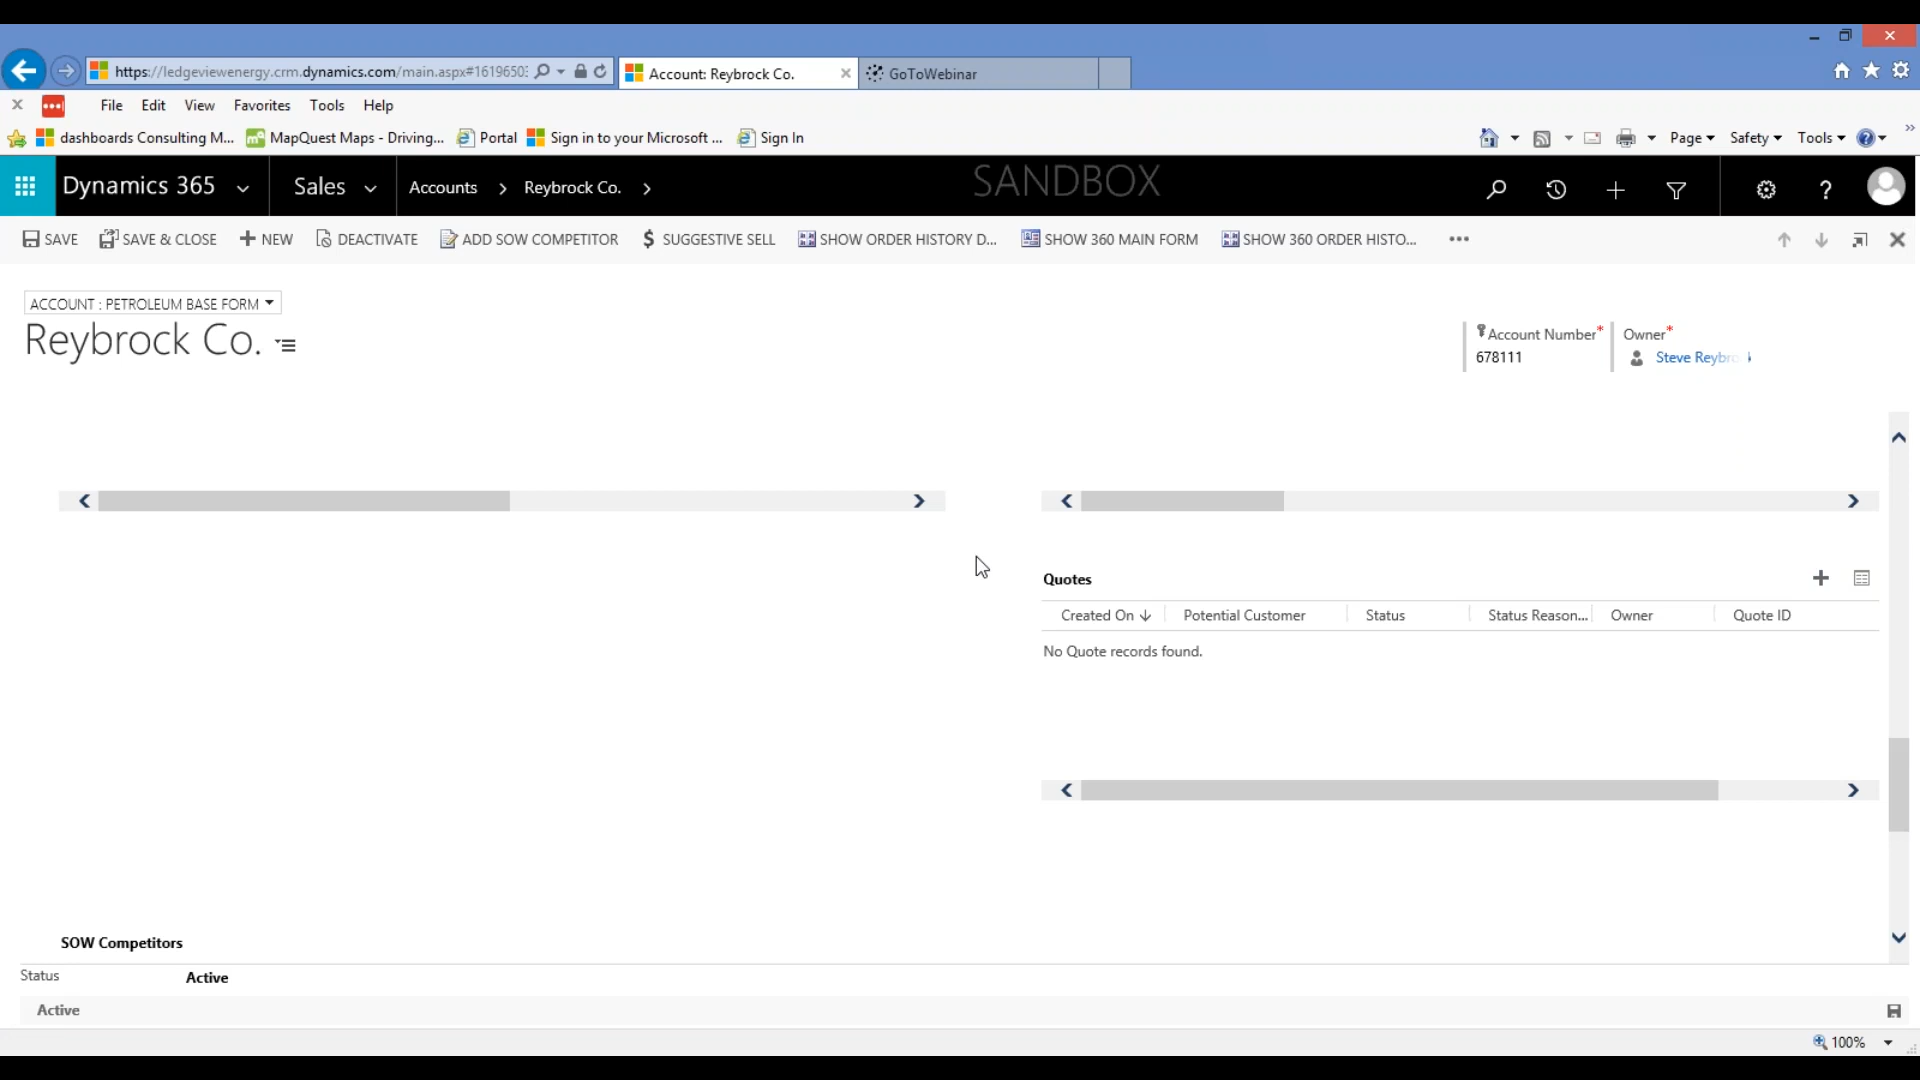 https://ledgeviewenergy.crm.dynamics.com/main.aspx#1619650
Account: Reybrock Co.
GoToWebinar
File Edit View Favorites Tools Help
dashboards Consulting M... MapQuest Maps - Driving... Portal Sign in to your Microsoft ... Sign In
Page Safety Tools
Dynamics 365 Sales Accounts Reybrock Co. SANDBOX
SAVE SAVE & CLOSE NEW DEACTIVATE ADD SOW COMPETITOR SUGGESTIVE SELL SHOW ORDER HISTORY D... SHOW 360 MAIN FORM SHOW 360 ORDER HISTO...
ACCOUNT : PETROLEUM BASE FORM
Reybrock Co.
Account Number* Owner*
678111 Steve
Quotes
Created On Potential Customer Status Status Reason... Owner Quote ID
No Quote records found.
SOW Competitors
Status Active
Active
100%